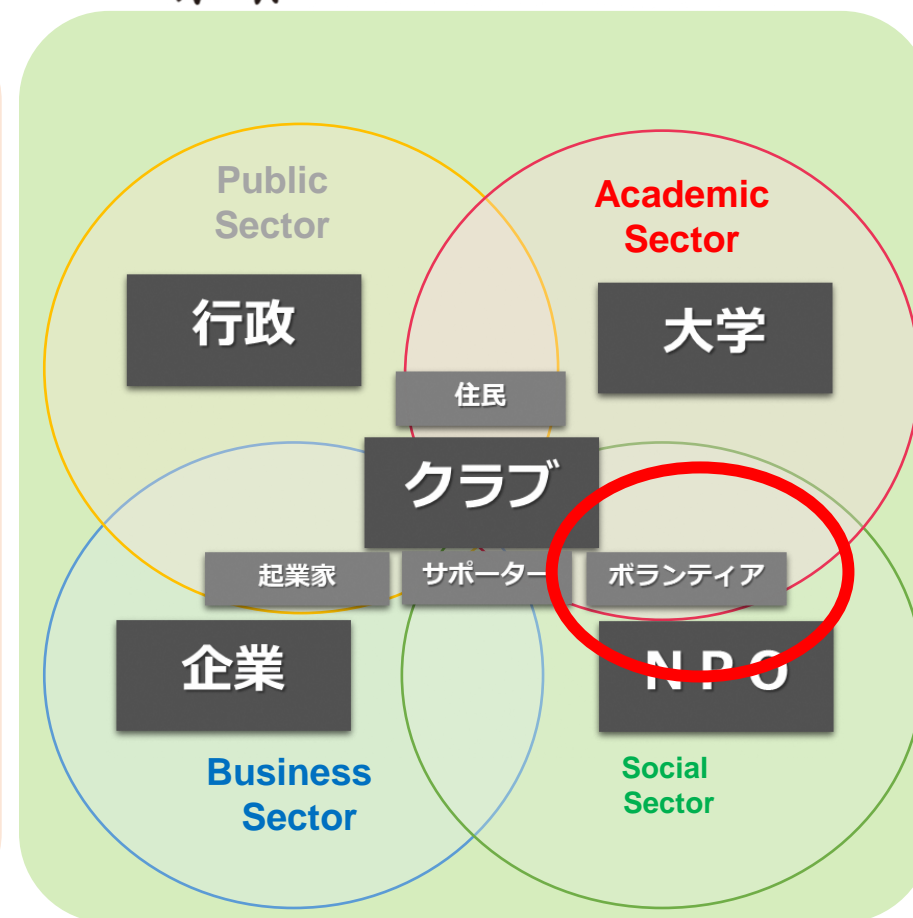 Public
Sector
Academic
Sector
行政
大学
住民
クラブ
起業家
サポーター
ボランティア
企業
ＮＰＯ
Business
Sector
Social
Sector